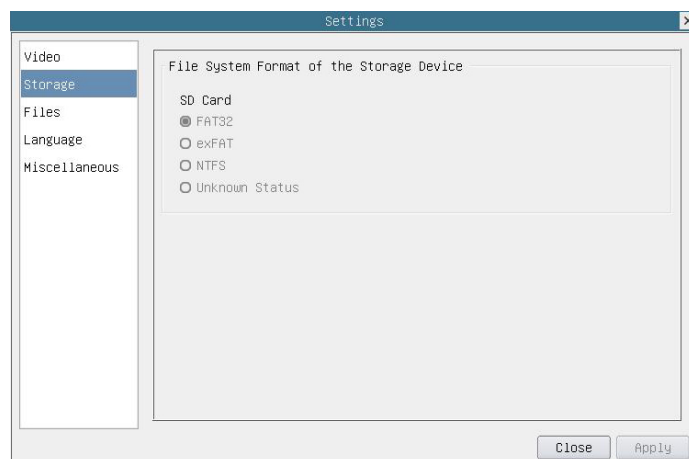 Settings
Video
Storage
Files
Language
Miscellaneous
File System Format of the Storage Device
SD Card
FAT32
exFAT
NTFS
Unknown Status
Close
Apply